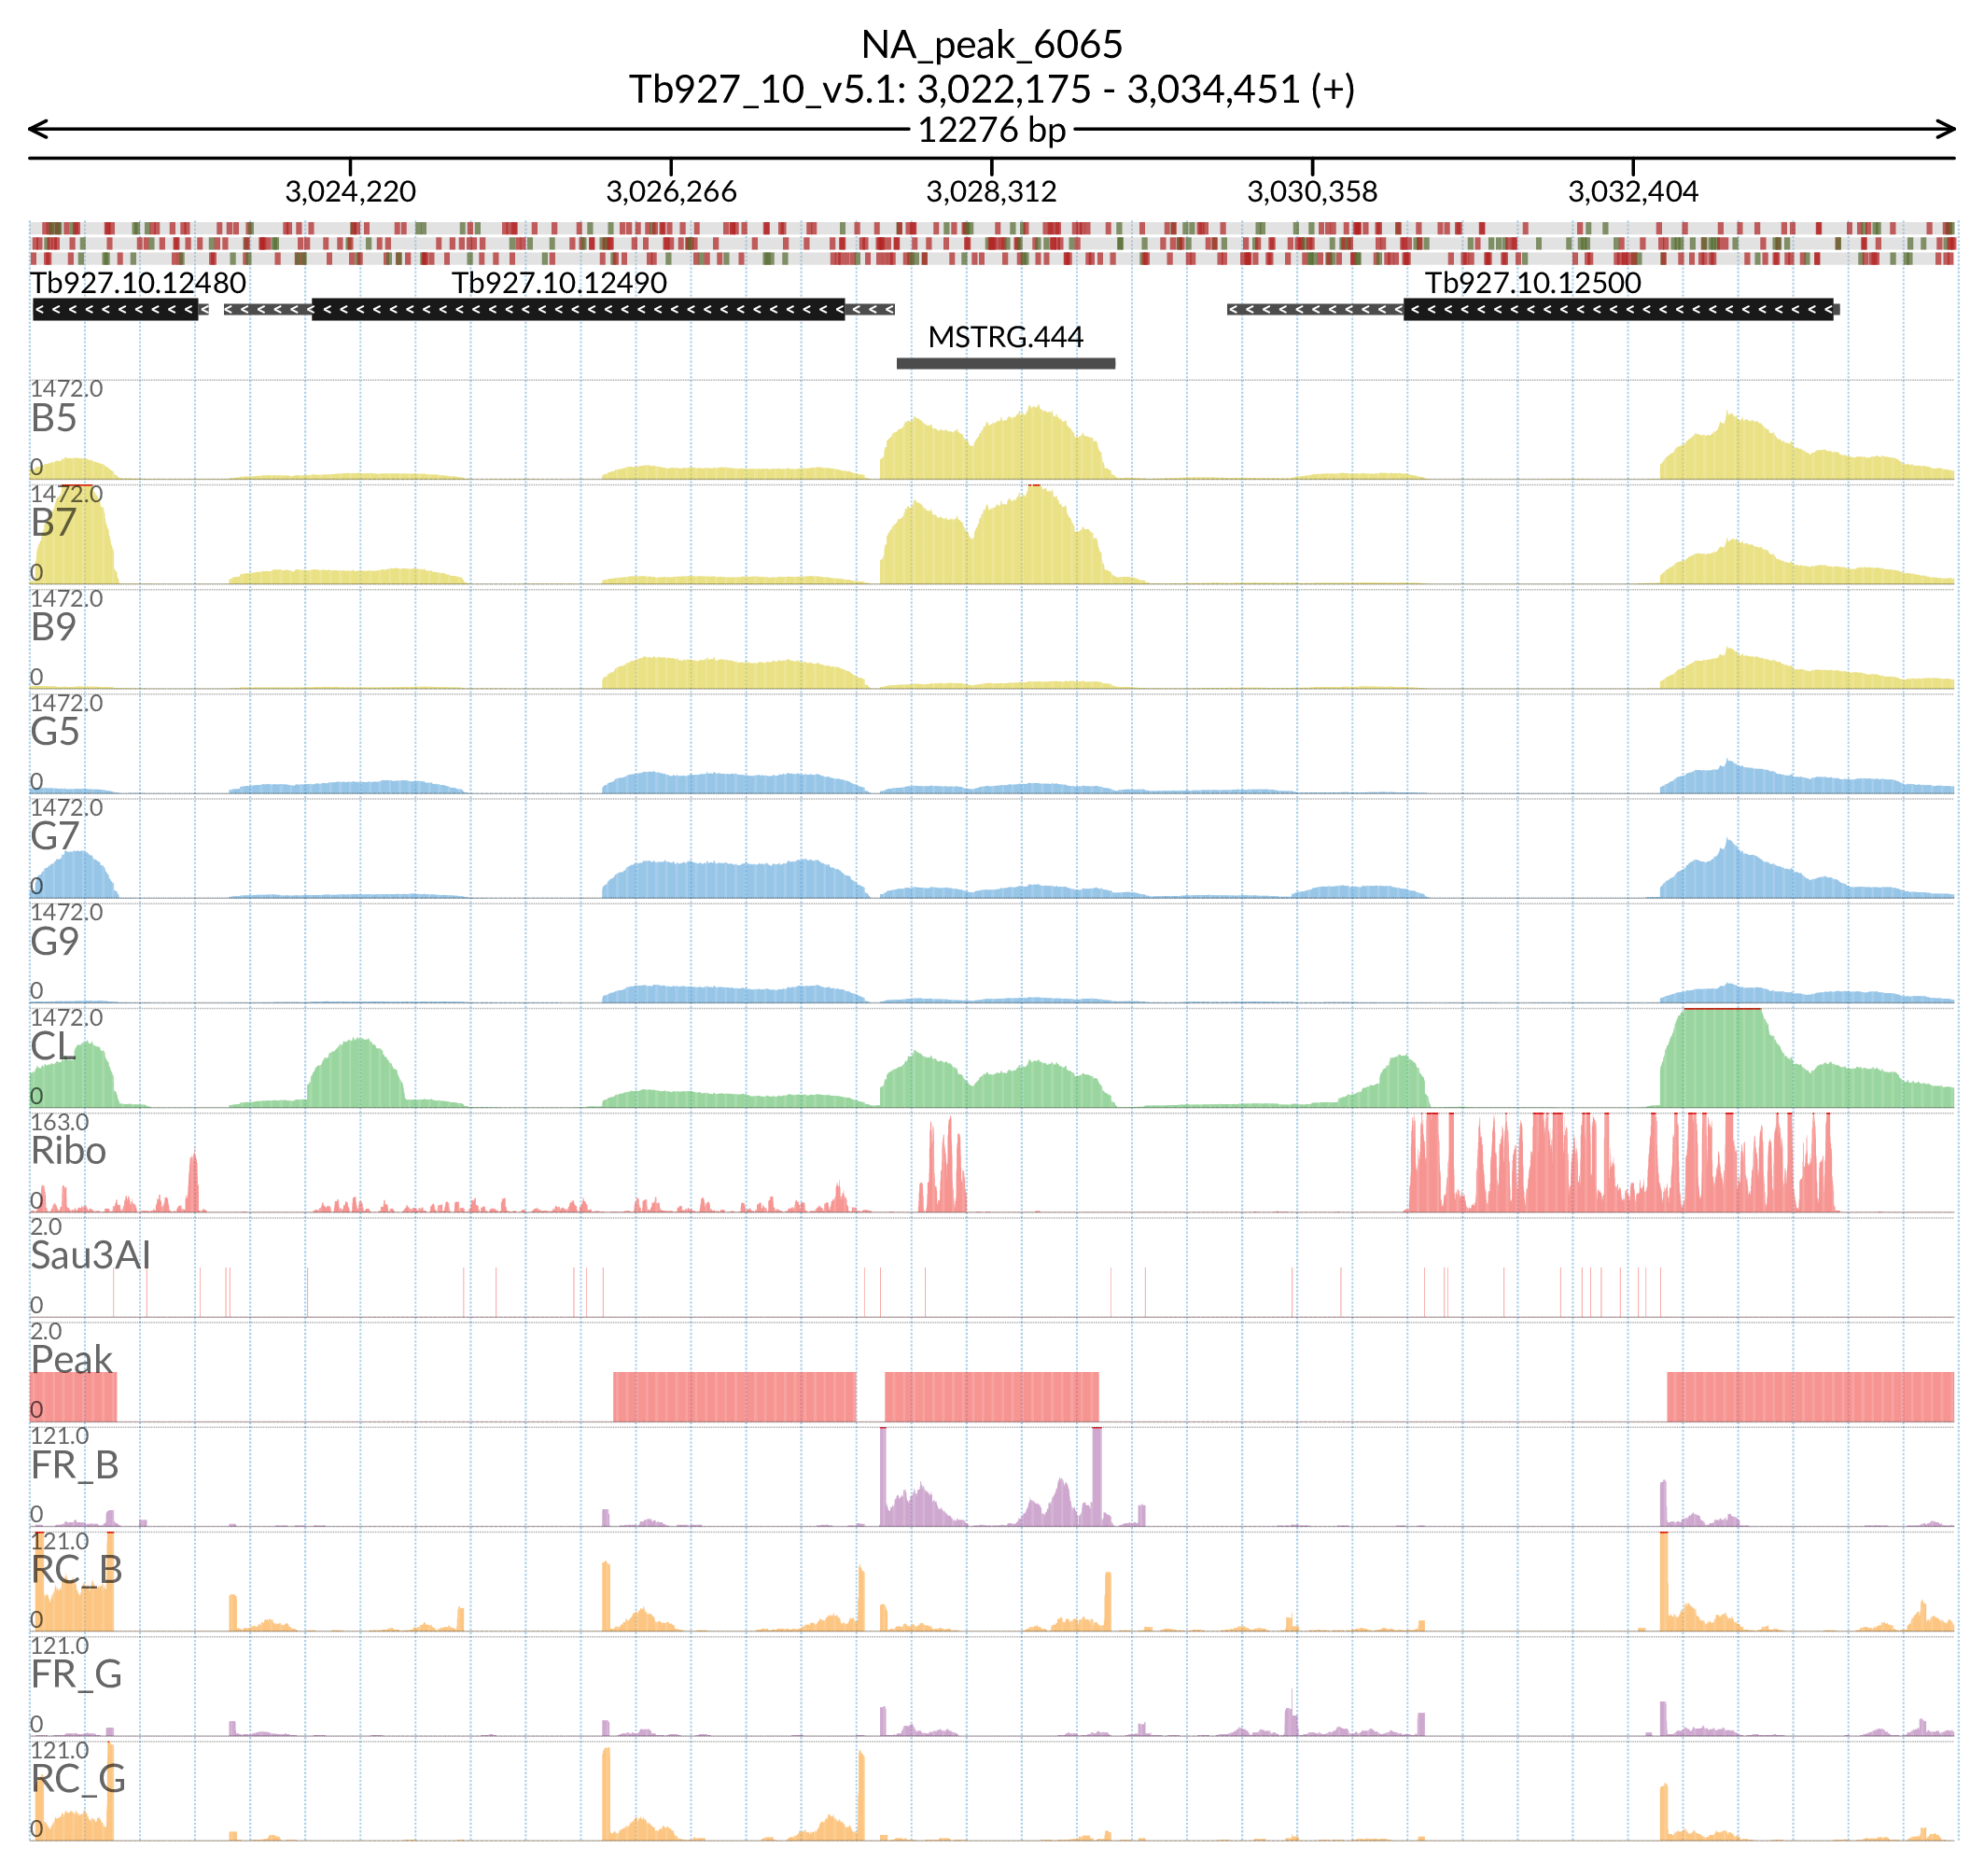 NA_peak_6065
Tb927_10_v5.1: 3,022,175 - 3,034,451 (+)
12276 bp
3,024,220 3,026,266 3,028,312 3,030,358 3,032,404
Tb927.10.12480 Tb927.10.12490 Tb927.10.12500
MSTRG.444
1472.0
B5
0
1472.0
B7
0
1472.0
B9
0
1472.0
G5
0
1472.0
G7
0
1472.0
G9
0
1472.0
CL
0
163.0
Ribo
0
2.0
Sau3AI
0
2.0
Peak
0
121.0
FR_B
0
121.0
RC_B
0
121.0
FR_G
0
121.0
RC_G
0